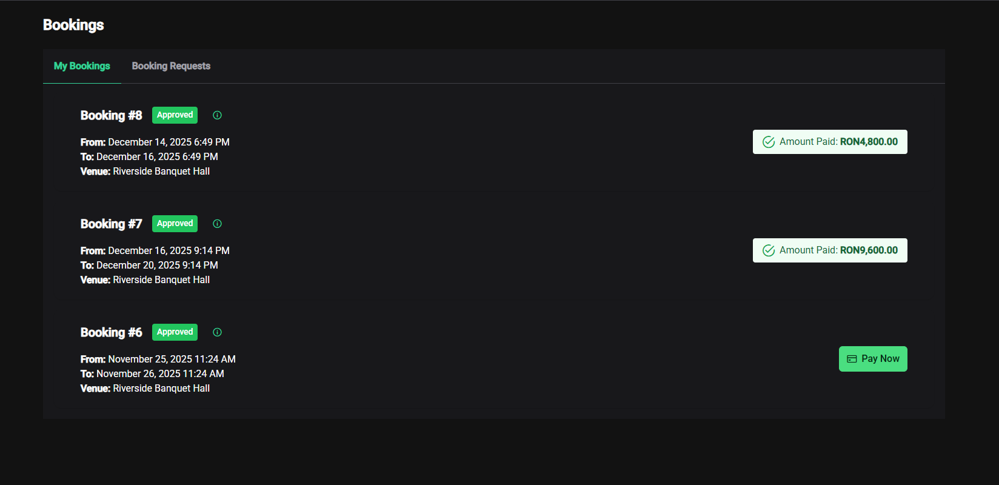 Bookings
My Bookings Booking Requests
Booking #8 Approved
From: December 14, 2025 6:49 PM
To: December 16, 2025 6:49 PM
Venue: Riverside Banquet Hall
Amount Paid: RON4,800.00
Booking #7 Approved
From: December 16, 2025 9:14 PM
To: December 20, 2025 9:14 PM
Venue: Riverside Banquet Hall
Amount Paid: RON9,600.00
Booking #6 Approved
From: November 25, 2025 11:24 AM
To: November 26, 2025 11:24 AM
Venue: Riverside Banquet Hall
Pay Now